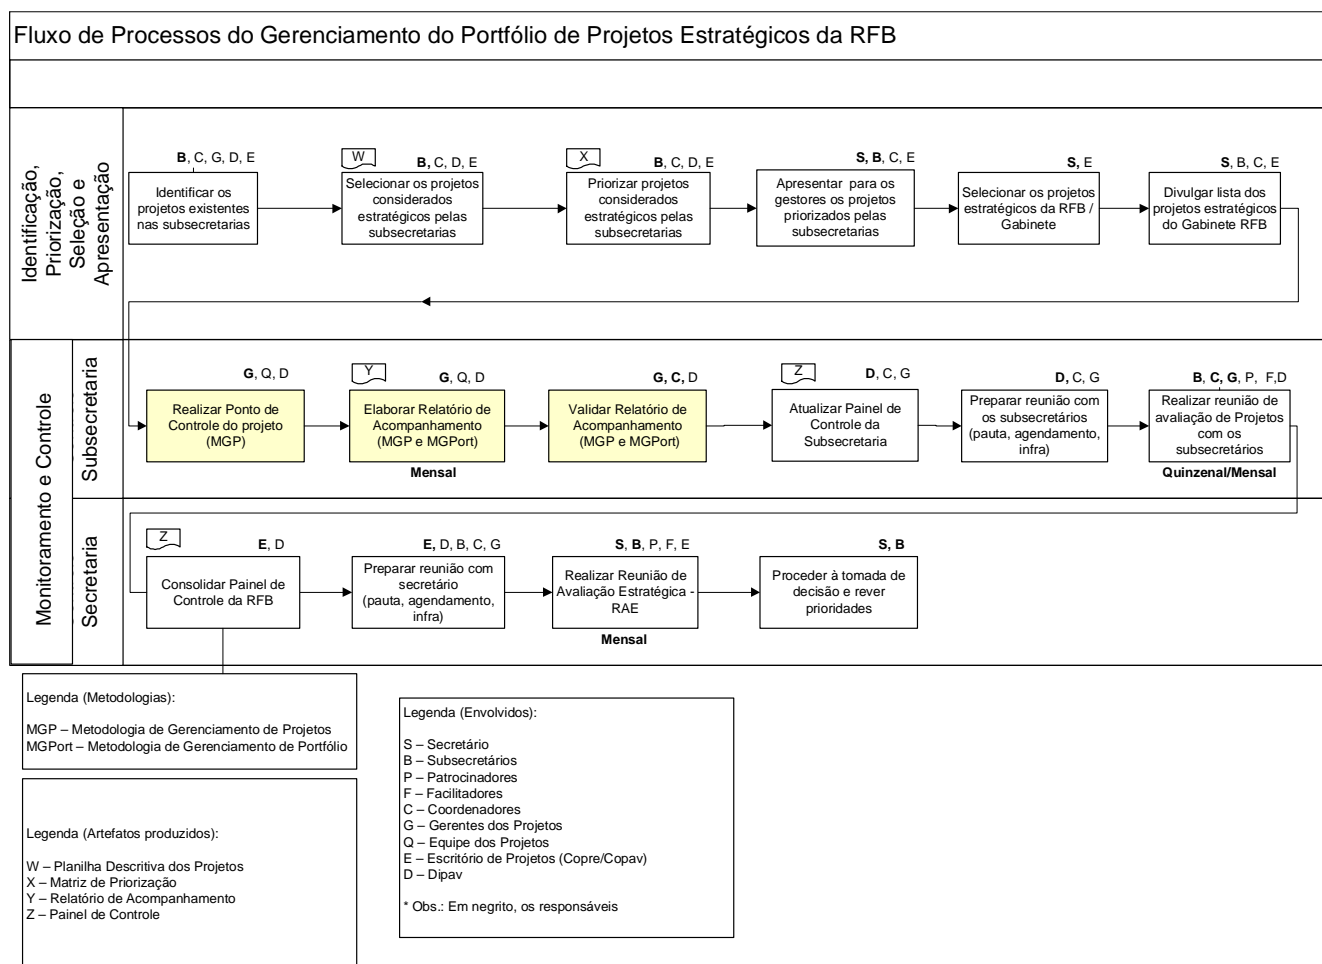 Fluxo de Processos do Gerenciamento do Portfólio de Projetos Estratégicos da RFB
Identificação,
Priorização,
Seleção e
Apresentação
B, C, G, D, E
Identificar os
projetos existentes
nas subsecretarias
W
B, C, D, E
Selecionar os projetos
considerados
estratégicos pelas
subsecretarias
X
B, C, D, E
Priorizar projetos
considerados
estratégicos pelas
subsecretarias
S, B, C, E
Apresentar para os
gestores os projetos
priorizados pelas
subsecretarias
S, E
Selecionar os projetos
estratégicos da RFB /
Gabinete
S, B, C, E
Divulgar lista dos
projetos estratégicos
do Gabinete RFB
Monitoramento e Controle
Subsecretaria
G, Q, D
Realizar Ponto de
Controle do projeto
(MGP)
Y
G, Q, D
Elaborar Relatório de
Acompanhamento
(MGP e MGPort)
Mensal
G, C, D
Validar Relatório de
Acompanhamento
(MGP e MGPort)
Z
D, C, G
Atualizar Painel de
Controle da
Subsecretaria
D, C, G
Preparar reunião com
os subsecretários
(pauta, agendamento,
infra)
B, C, G, P, F,D
Realizar reunião de
avaliação de Projetos
com os
subsecretários
Quinzenal/Mensal
Secretaria
Z
E, D
Consolidar Painel de
Controle da RFB
E, D, B, C, G
Preparar reunião com
secretário
(pauta, agendamento,
infra)
S, B, P, F, E
Realizar Reunião de
Avaliação Estratégica -
RAE
Mensal
S, B
Proceder à tomada de
decisão e rever
prioridades
Legenda (Metodologias):
MGP – Metodologia de Gerenciamento de Projetos
MGPort – Metodologia de Gerenciamento de Portfólio
Legenda (Artefatos produzidos):
W – Planilha Descritiva dos Projetos
X – Matriz de Priorização
Y – Relatório de Acompanhamento
Z – Painel de Controle
Legenda (Envolvidos):
S – Secretário
B – Subsecretários
P – Patrocinadores
F – Facilitadores
C – Coordenadores
G – Gerentes dos Projetos
Q – Equipe dos Projetos
E – Escritório de Projetos (Copre/Copav)
D – Dipav
* Obs.: Em negrito, os responsáveis